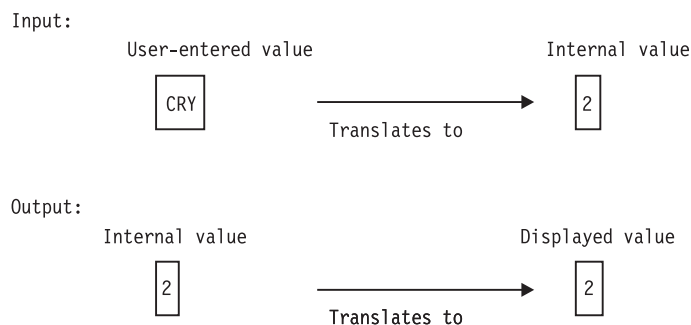 Input:
User-entered value Internal value
CRY 2
Translates to
Output:
Internal value Displayed value
2 2
Translates to